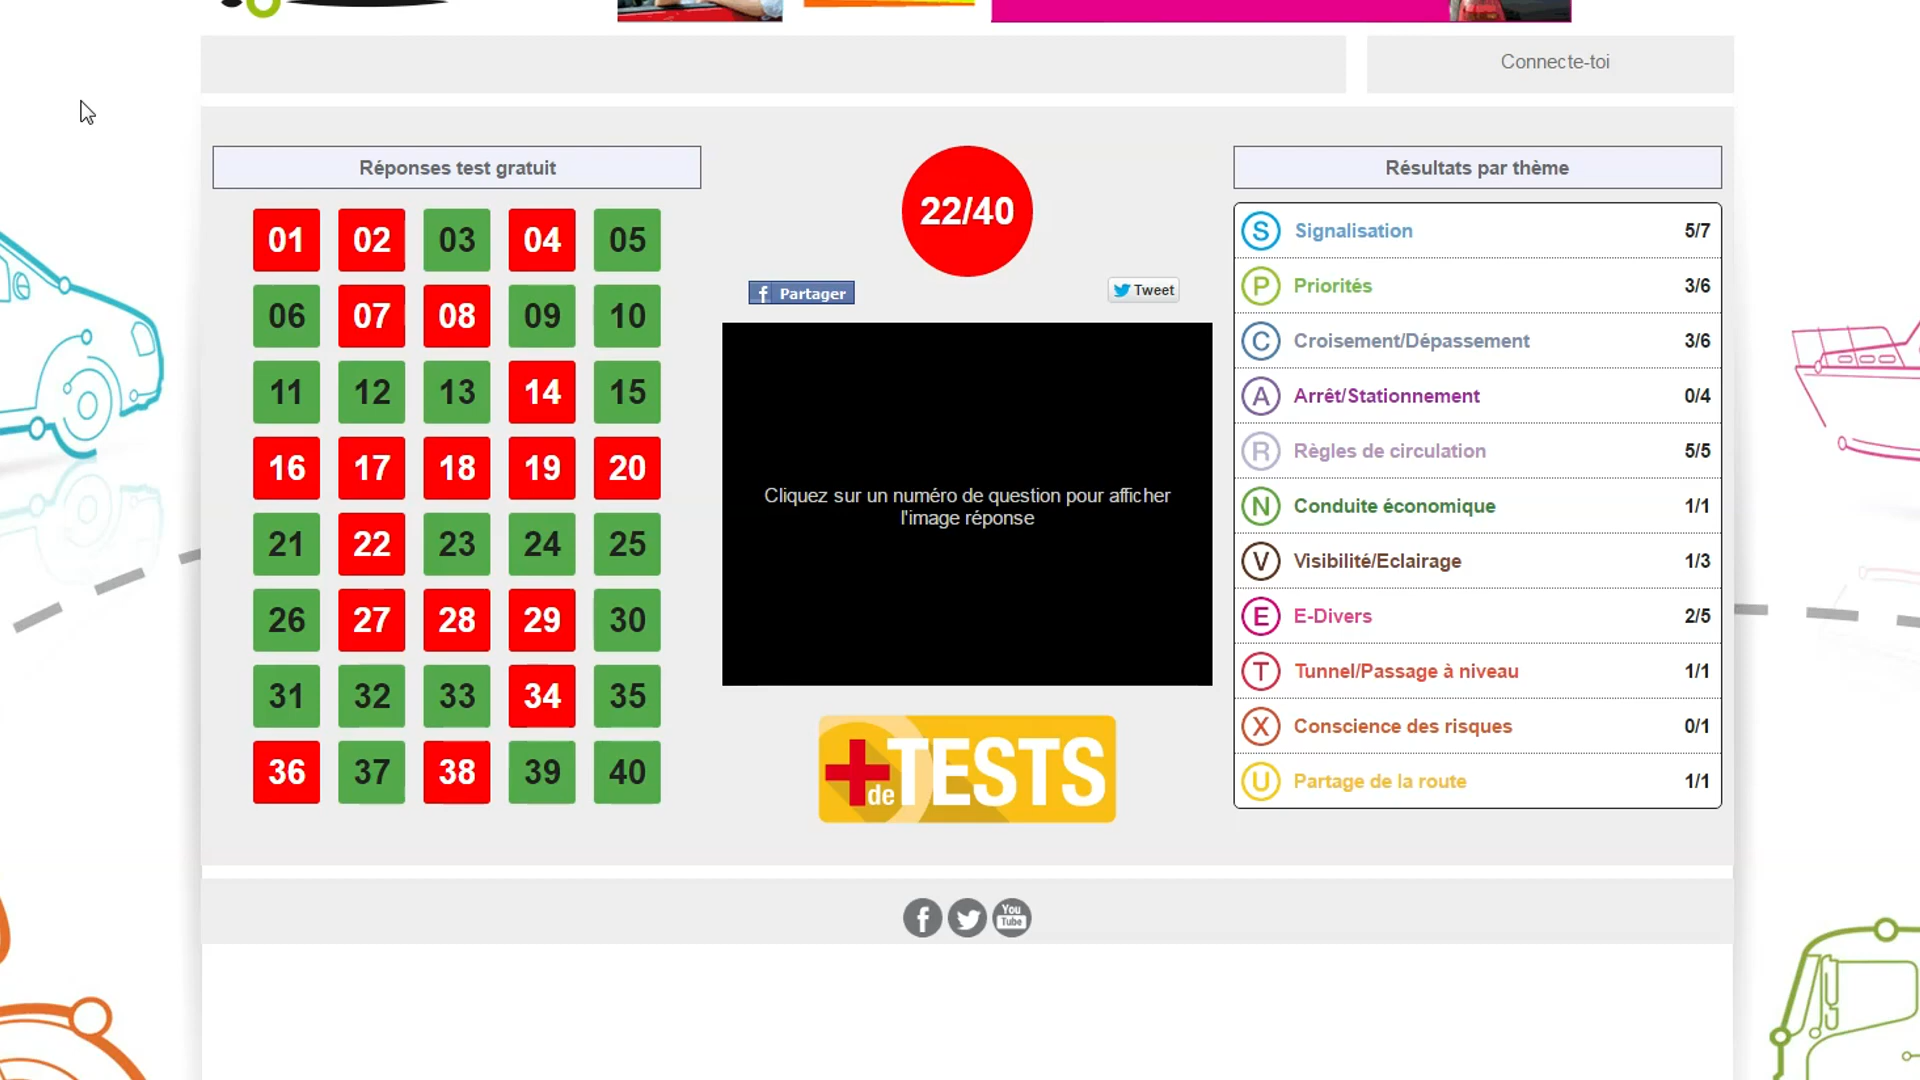 Connecte-toi
Réponses test gratuit
01 02 03 04 05
06 07 08 09 10
11 12 13 14 15
16 17 18 19 20
21 22 23 24 25
26 27 28 29 30
31 32 33 34 35
36 37 38 39 40
22/40
f Partager
Tweet
Cliquez sur un numéro de question pour afficher
l'image réponse
+ de TESTS
Résultats par thème
S Signalisation 5/7
P Priorités 3/6
C Croisement/Dépassement 3/6
A Arrêt/Stationnement 0/4
R Règles de circulation 5/5
N Conduite économique 1/1
V Visibilité/Eclairage 1/3
E E-Divers 2/5
T Tunnel/Passage à niveau 1/1
X Conscience des risques 0/1
U Partage de la route 1/1
f
You
Tube